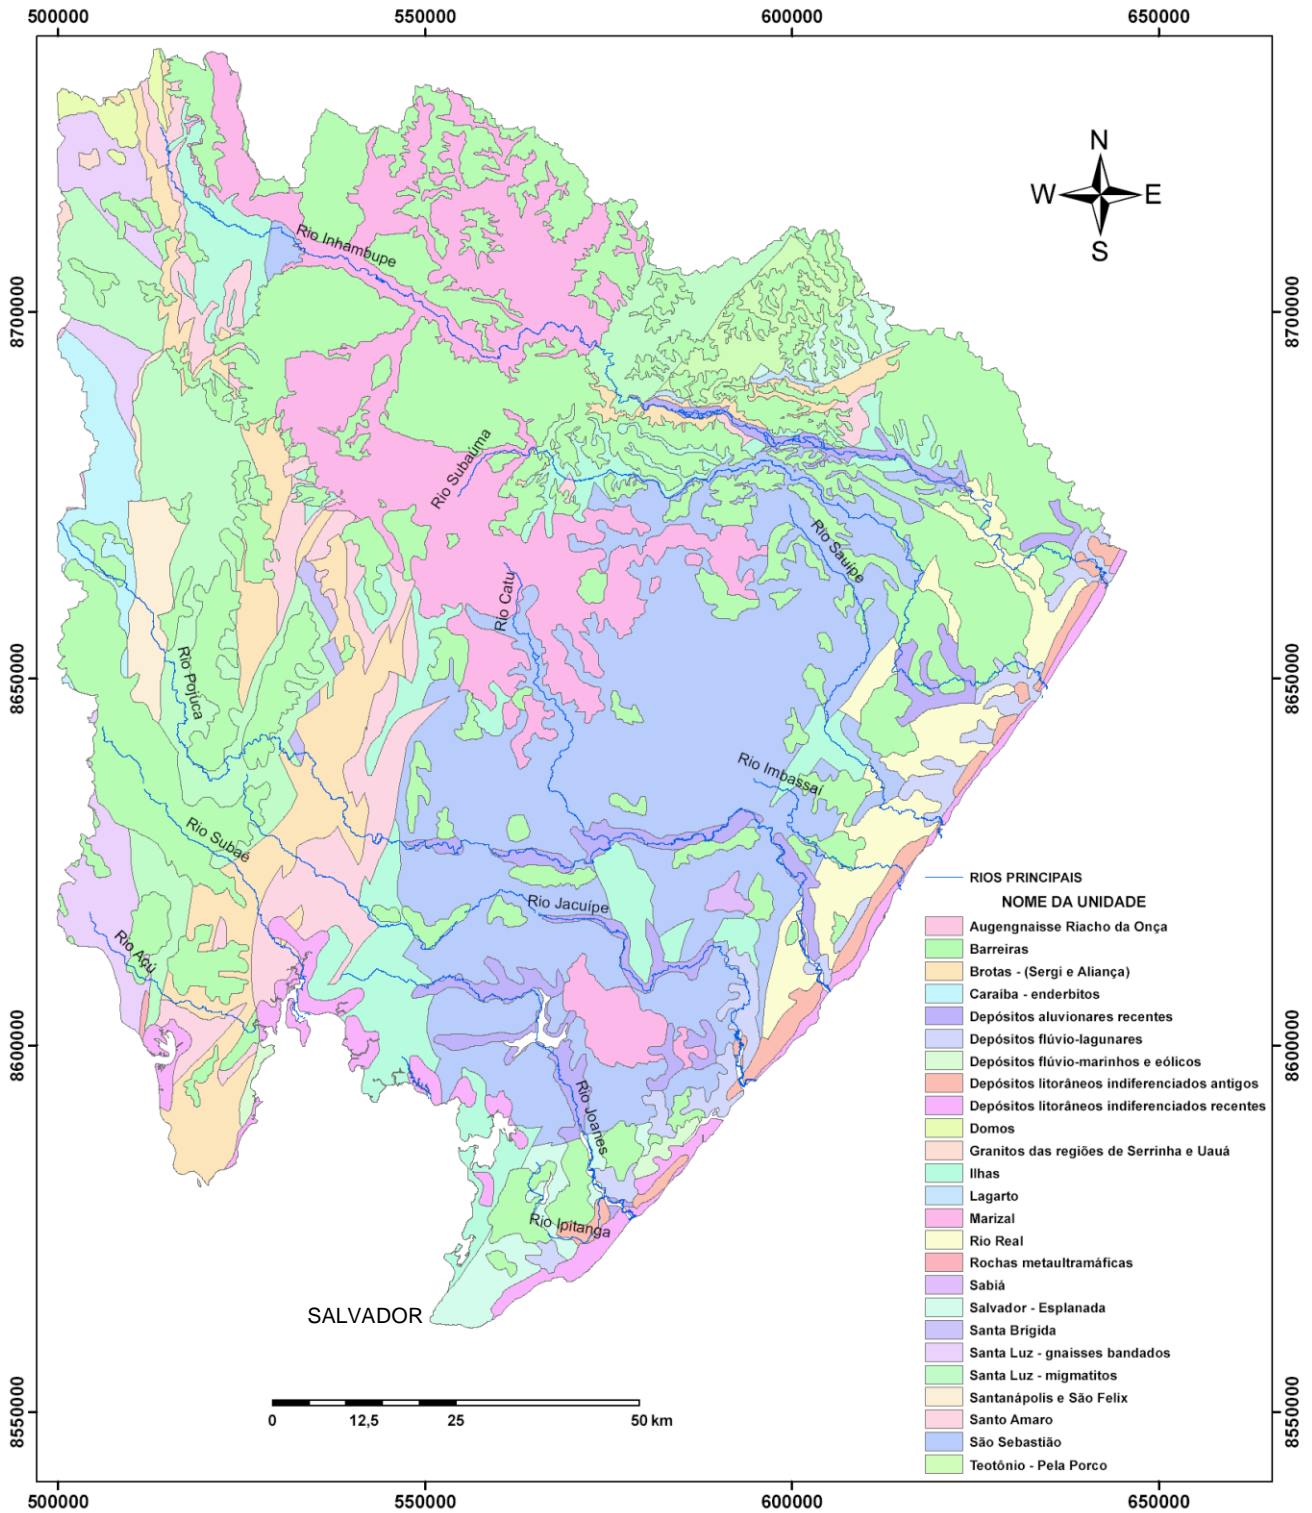 500000 550000 600000 650000
N
W E
S
8700000 8700000
8650000 8650000
8600000 8600000
8550000 8550000
Rio Inhambupe
Rio Subaúma
Rio Sauípe
Rio Catu
Rio Pojuca
Rio Imbassaí
Rio Subaé
Rio Jacuípe
Rio Açú
Rio Joanes
Rio Ipitanga
SALVADOR
RIOS PRINCIPAIS
NOME DA UNIDADE
Augengnaisse Riacho da Onça
Barreiras
Brotas - (Sergi e Aliança)
Caraíba - enderbitos
Depósitos aluvionares recentes
Depósitos flúvio-lagunares
Depósitos flúvio-marinhos e eólicos
Depósitos litorâneos indiferenciados antigos
Depósitos litorâneos indiferenciados recentes
Domos
Granitos das regiões de Serrinha e Uauá
Ilhas
Lagarto
Marizal
Rio Real
Rochas metaultramáficas
Sabiá
Salvador - Esplanada
Santa Brígida
Santa Luz - gnaisses bandados
Santa Luz - migmatitos
Santanápolis e São Felix
Santo Amaro
São Sebastião
Teotônio - Pela Porco
0 12,5 25 50 km
500000 550000 600000 650000